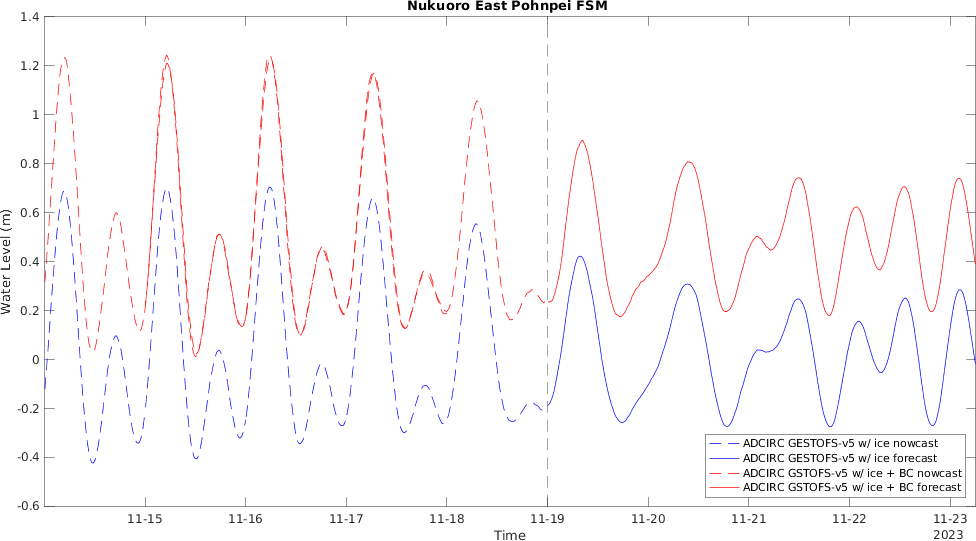 Nukuoro East Pohnpei FSM
1.4
1.2
1
0.8
0.6
0.4
0.2
0
-0.2
-0.4
-0.6
Water Level (m)
ADCIRC GESTOFS-v5 w/ ice nowcast
ADCIRC GESTOFS-v5 w/ ice forecast
ADCIRC GSTOFS-v5 w/ ice + BC nowcast
ADCIRC GSTOFS-v5 w/ ice + BC forecast
11-15 11-16 11-17 11-18 11-19 11-20 11-21 11-22 11-23
Time 2023